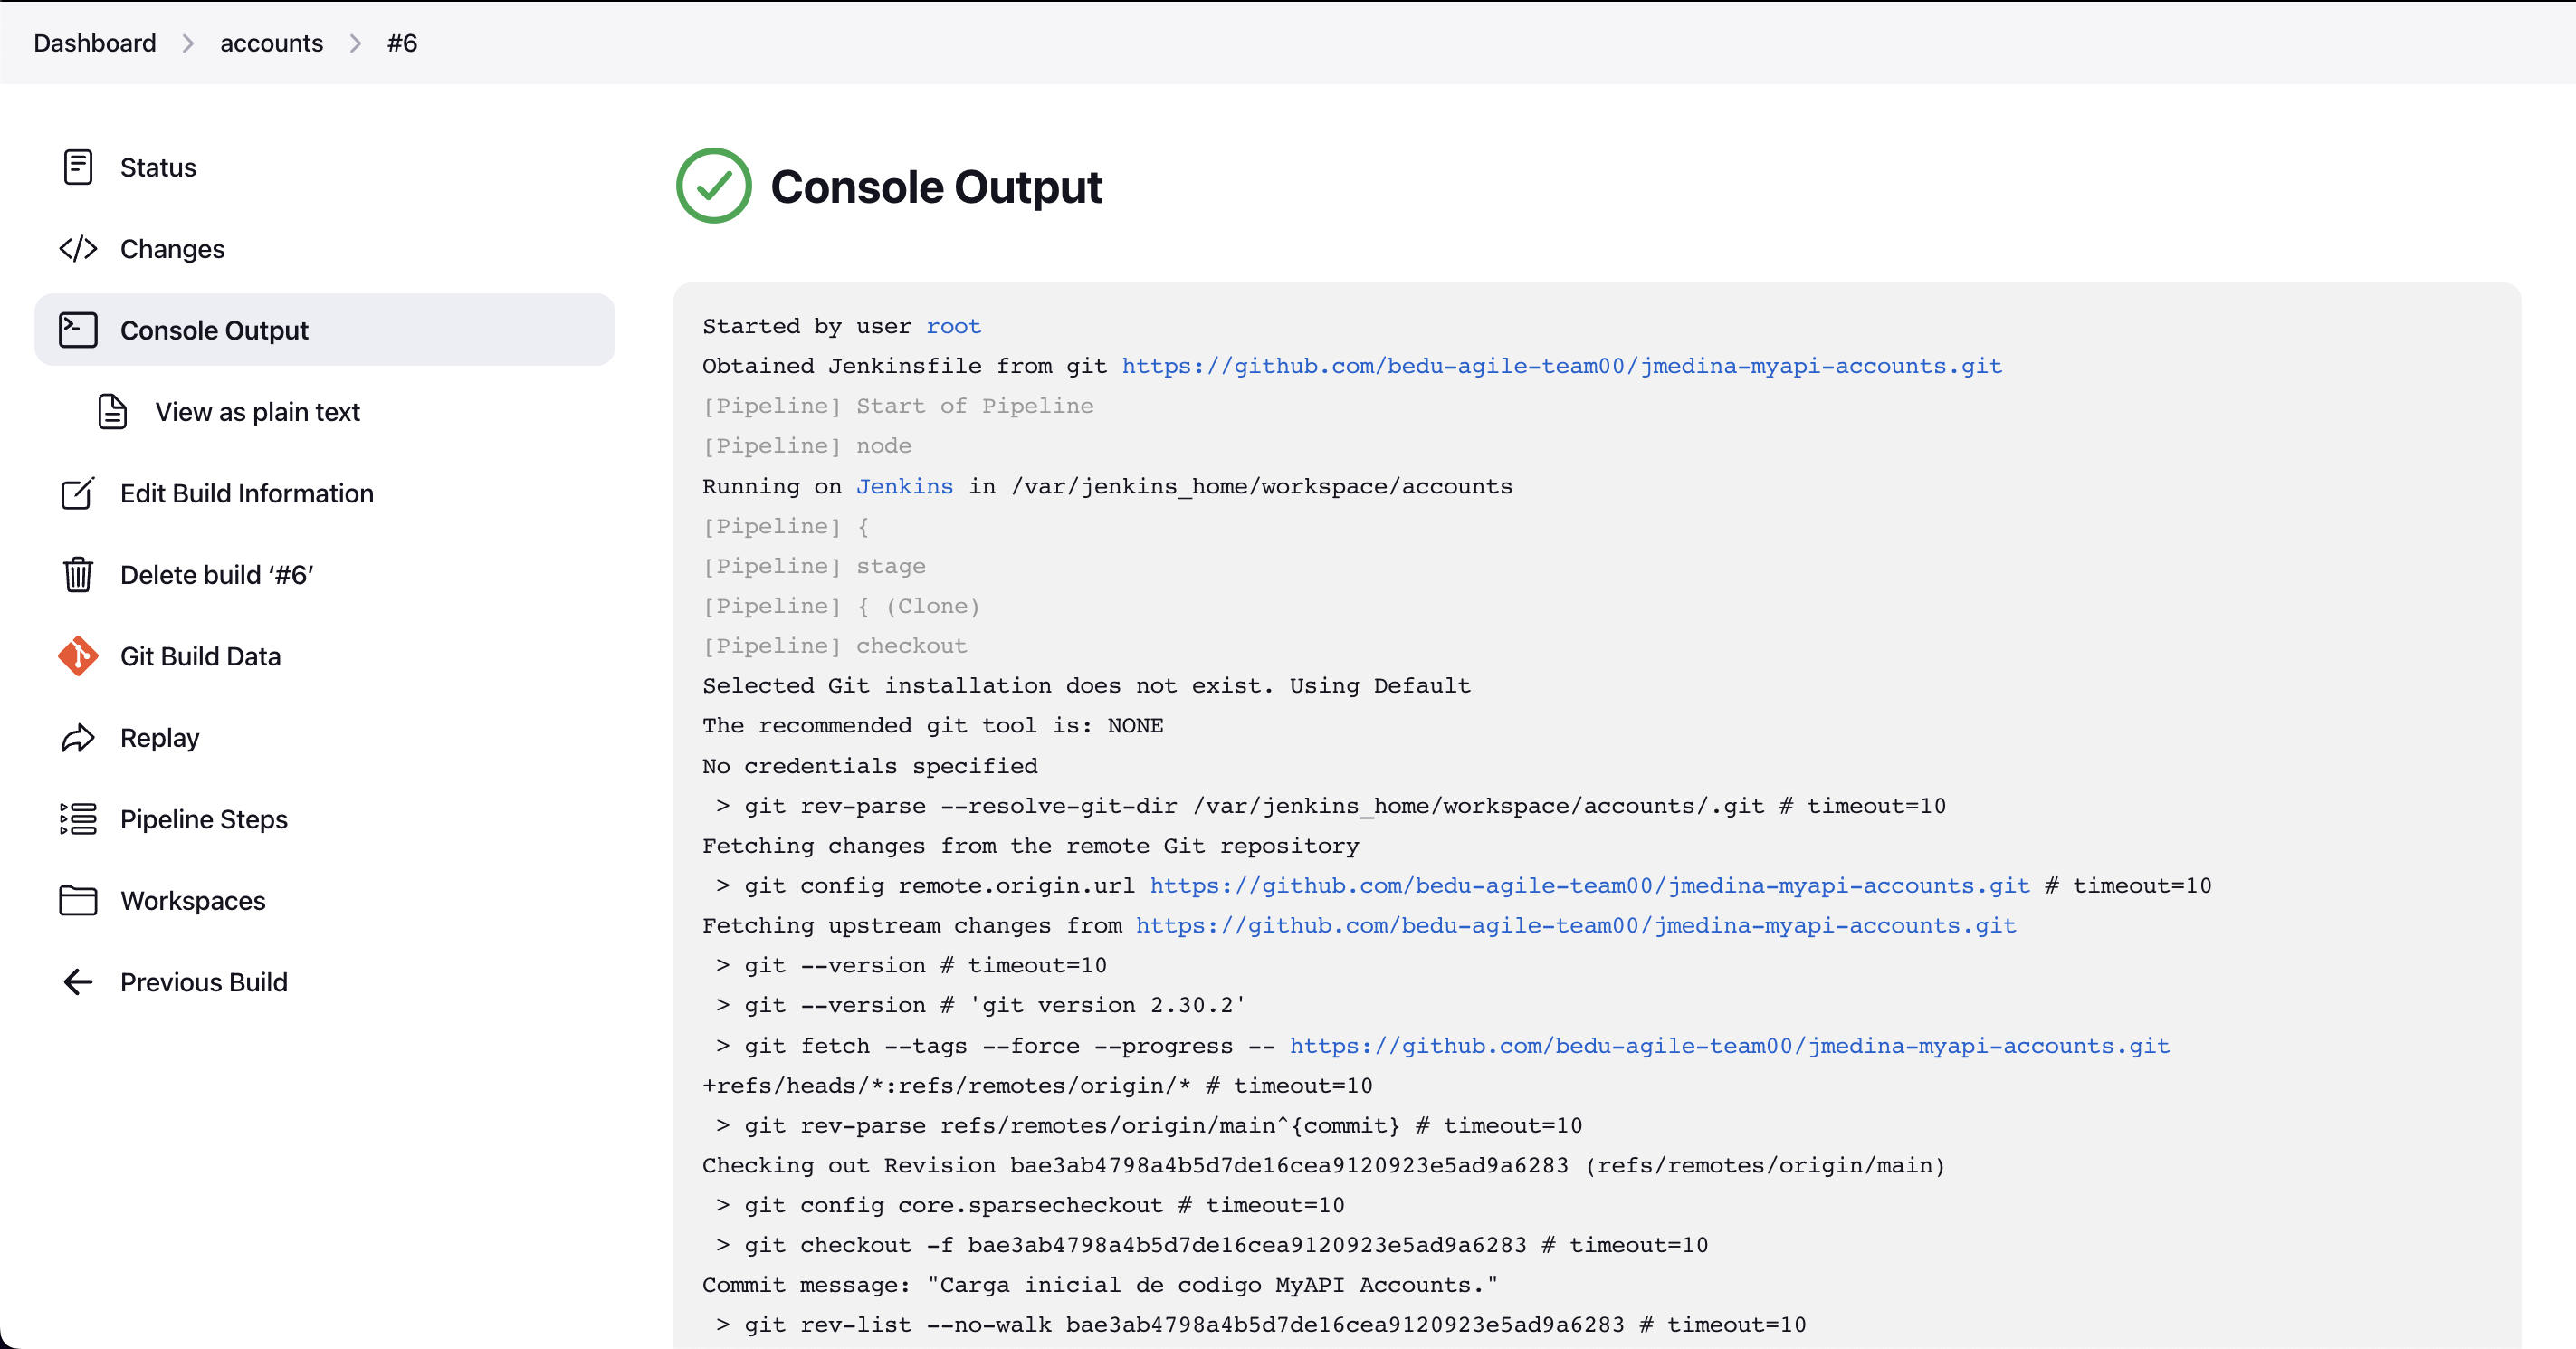 Dashboard > accounts > #6
Status
Changes
Console Output
View as plain text
Edit Build Information
Delete build ‘#6’
Git Build Data
Replay
Pipeline Steps
Workspaces
Previous Build
Console Output
Started by user root
Obtained Jenkinsfile from git https://github.com/bedu-agile-team00/jmedina-myapi-accounts.git
[Pipeline] Start of Pipeline
[Pipeline] node
Running on Jenkins in /var/jenkins_home/workspace/accounts
[Pipeline] {
[Pipeline] stage
[Pipeline] { (Clone)
[Pipeline] checkout
Selected Git installation does not exist. Using Default
The recommended git tool is: NONE
No credentials specified
 > git rev-parse --resolve-git-dir /var/jenkins_home/workspace/accounts/.git # timeout=10
Fetching changes from the remote Git repository
 > git config remote.origin.url https://github.com/bedu-agile-team00/jmedina-myapi-accounts.git # timeout=10
Fetching upstream changes from https://github.com/bedu-agile-team00/jmedina-myapi-accounts.git
 > git --version # timeout=10
 > git --version # 'git version 2.30.2'
 > git fetch --tags --force --progress -- https://github.com/bedu-agile-team00/jmedina-myapi-accounts.git
+refs/heads/*:refs/remotes/origin/* # timeout=10
 > git rev-parse refs/remotes/origin/main^{commit} # timeout=10
Checking out Revision bae3ab4798a4b5d7de16cea9120923e5ad9a6283 (refs/remotes/origin/main)
 > git config core.sparsecheckout # timeout=10
 > git checkout -f bae3ab4798a4b5d7de16cea9120923e5ad9a6283 # timeout=10
Commit message: "Carga inicial de codigo MyAPI Accounts."
 > git rev-list --no-walk bae3ab4798a4b5d7de16cea9120923e5ad9a6283 # timeout=10